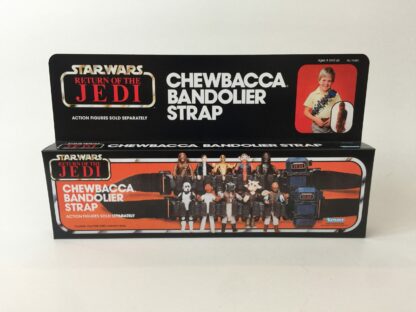 STAR WARS
RETURN OF THE
JEDI
ACTION FIGURES SOLD SEPARATELY
CHEWBACCA
BANDOLIER
STRAP
STAR WARS
RETURN OF THE
JEDI
CHEWBACCA BANDOLIER STRAP
CHEWBACCA
BANDOLIER
STRAP
ACTION FIGURES SOLD SEPARATELY
Kenner